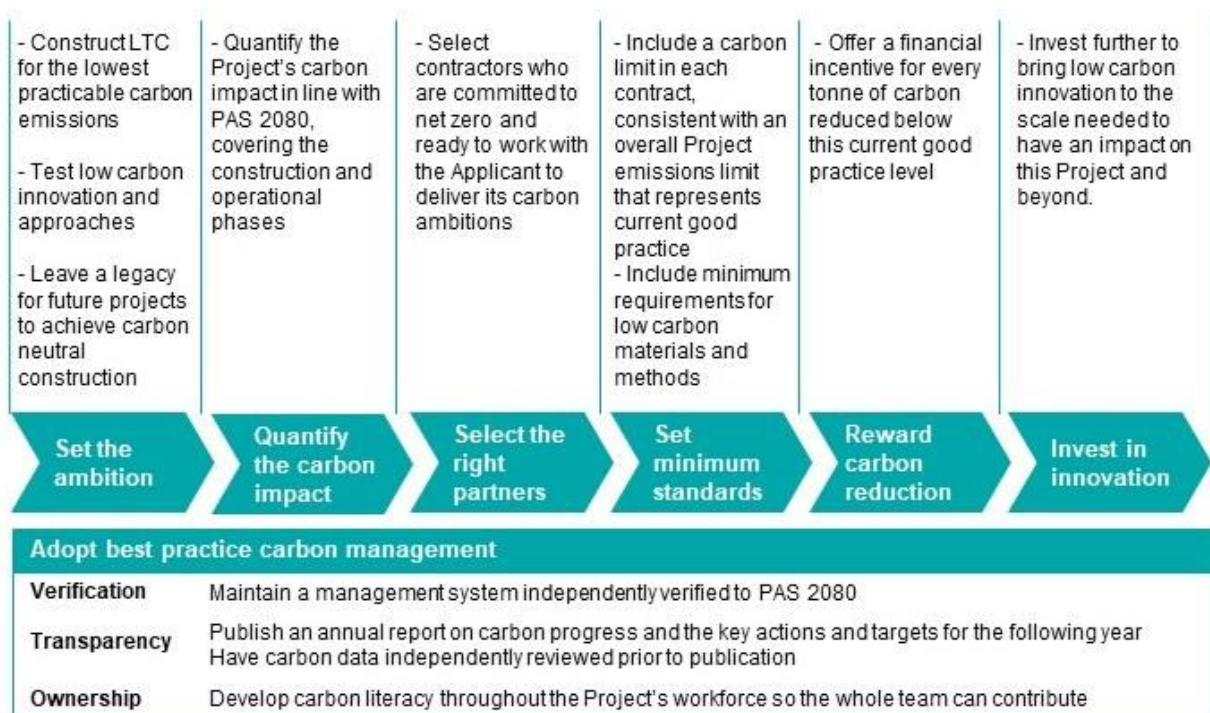 - Construct LTC
for the lowest
practicable carbon
emissions
- Test low carbon
innovation and
approaches
- Leave a legacy
for future projects
to achieve carbon
neutral
construction
- Quantify the
Project's carbon
impact in line with
PAS 2080,
covering the
construction and
operational
phases
- Select
contractors who
are committed to
net zero and
ready to work with
the Applicant to
deliver its carbon
ambitions
- Include a carbon
limit in each
contract,
consistent with an
overall Project
emissions limit
that represents
current good
practice
- Include minimum
requirements for
low carbon
materials and
methods
- Offer a financial
incentive for every
tonne of carbon
reduced below
this current good
practice level
- Invest further to
bring low carbon
innovation to the
scale needed to
have an impact on
this Project and
beyond.
Set the
ambition
Quantify
the carbon
impact
Select the
right
partners
Set
minimum
standards
Reward
carbon
reduction
Invest in
innovation
Adopt best practice carbon management
Verification Maintain a management system independently verified to PAS 2080
Transparency Publish an annual report on carbon progress and the key actions and targets for the following year
Have carbon data independently reviewed prior to publication
Ownership Develop carbon literacy throughout the Project's workforce so the whole team can contribute